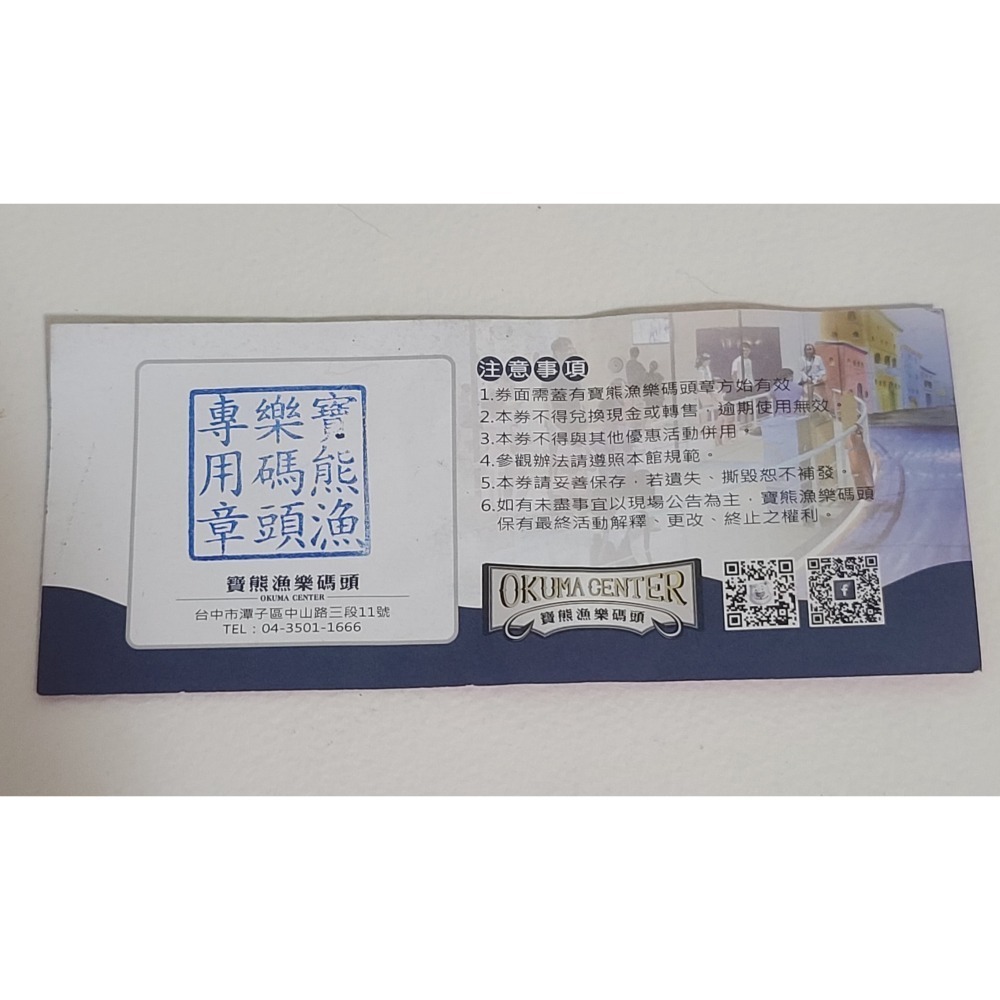 寶熊漁
樂碼頭
專用章
寶熊漁樂碼頭
OKUMA CENTER
台中市潭子區中山路三段11號
TEL : 04-3501-1666
注意事項
1.券面需蓋有寶熊漁樂碼頭章方始有效。
2.本券不得兌換現金或轉售，逾期使用無效。
3.本券不得與其他優惠活動併用。
4.參觀辦法請遵照本館規範。
5.本券請妥善保存，若遺失、撕毀恕不補發。
6.如有未盡事宜以現場公告為主，寶熊漁樂碼頭
保有最終活動解釋、更改、終止之權利。
OKUMA CENTER
寶熊漁樂碼頭